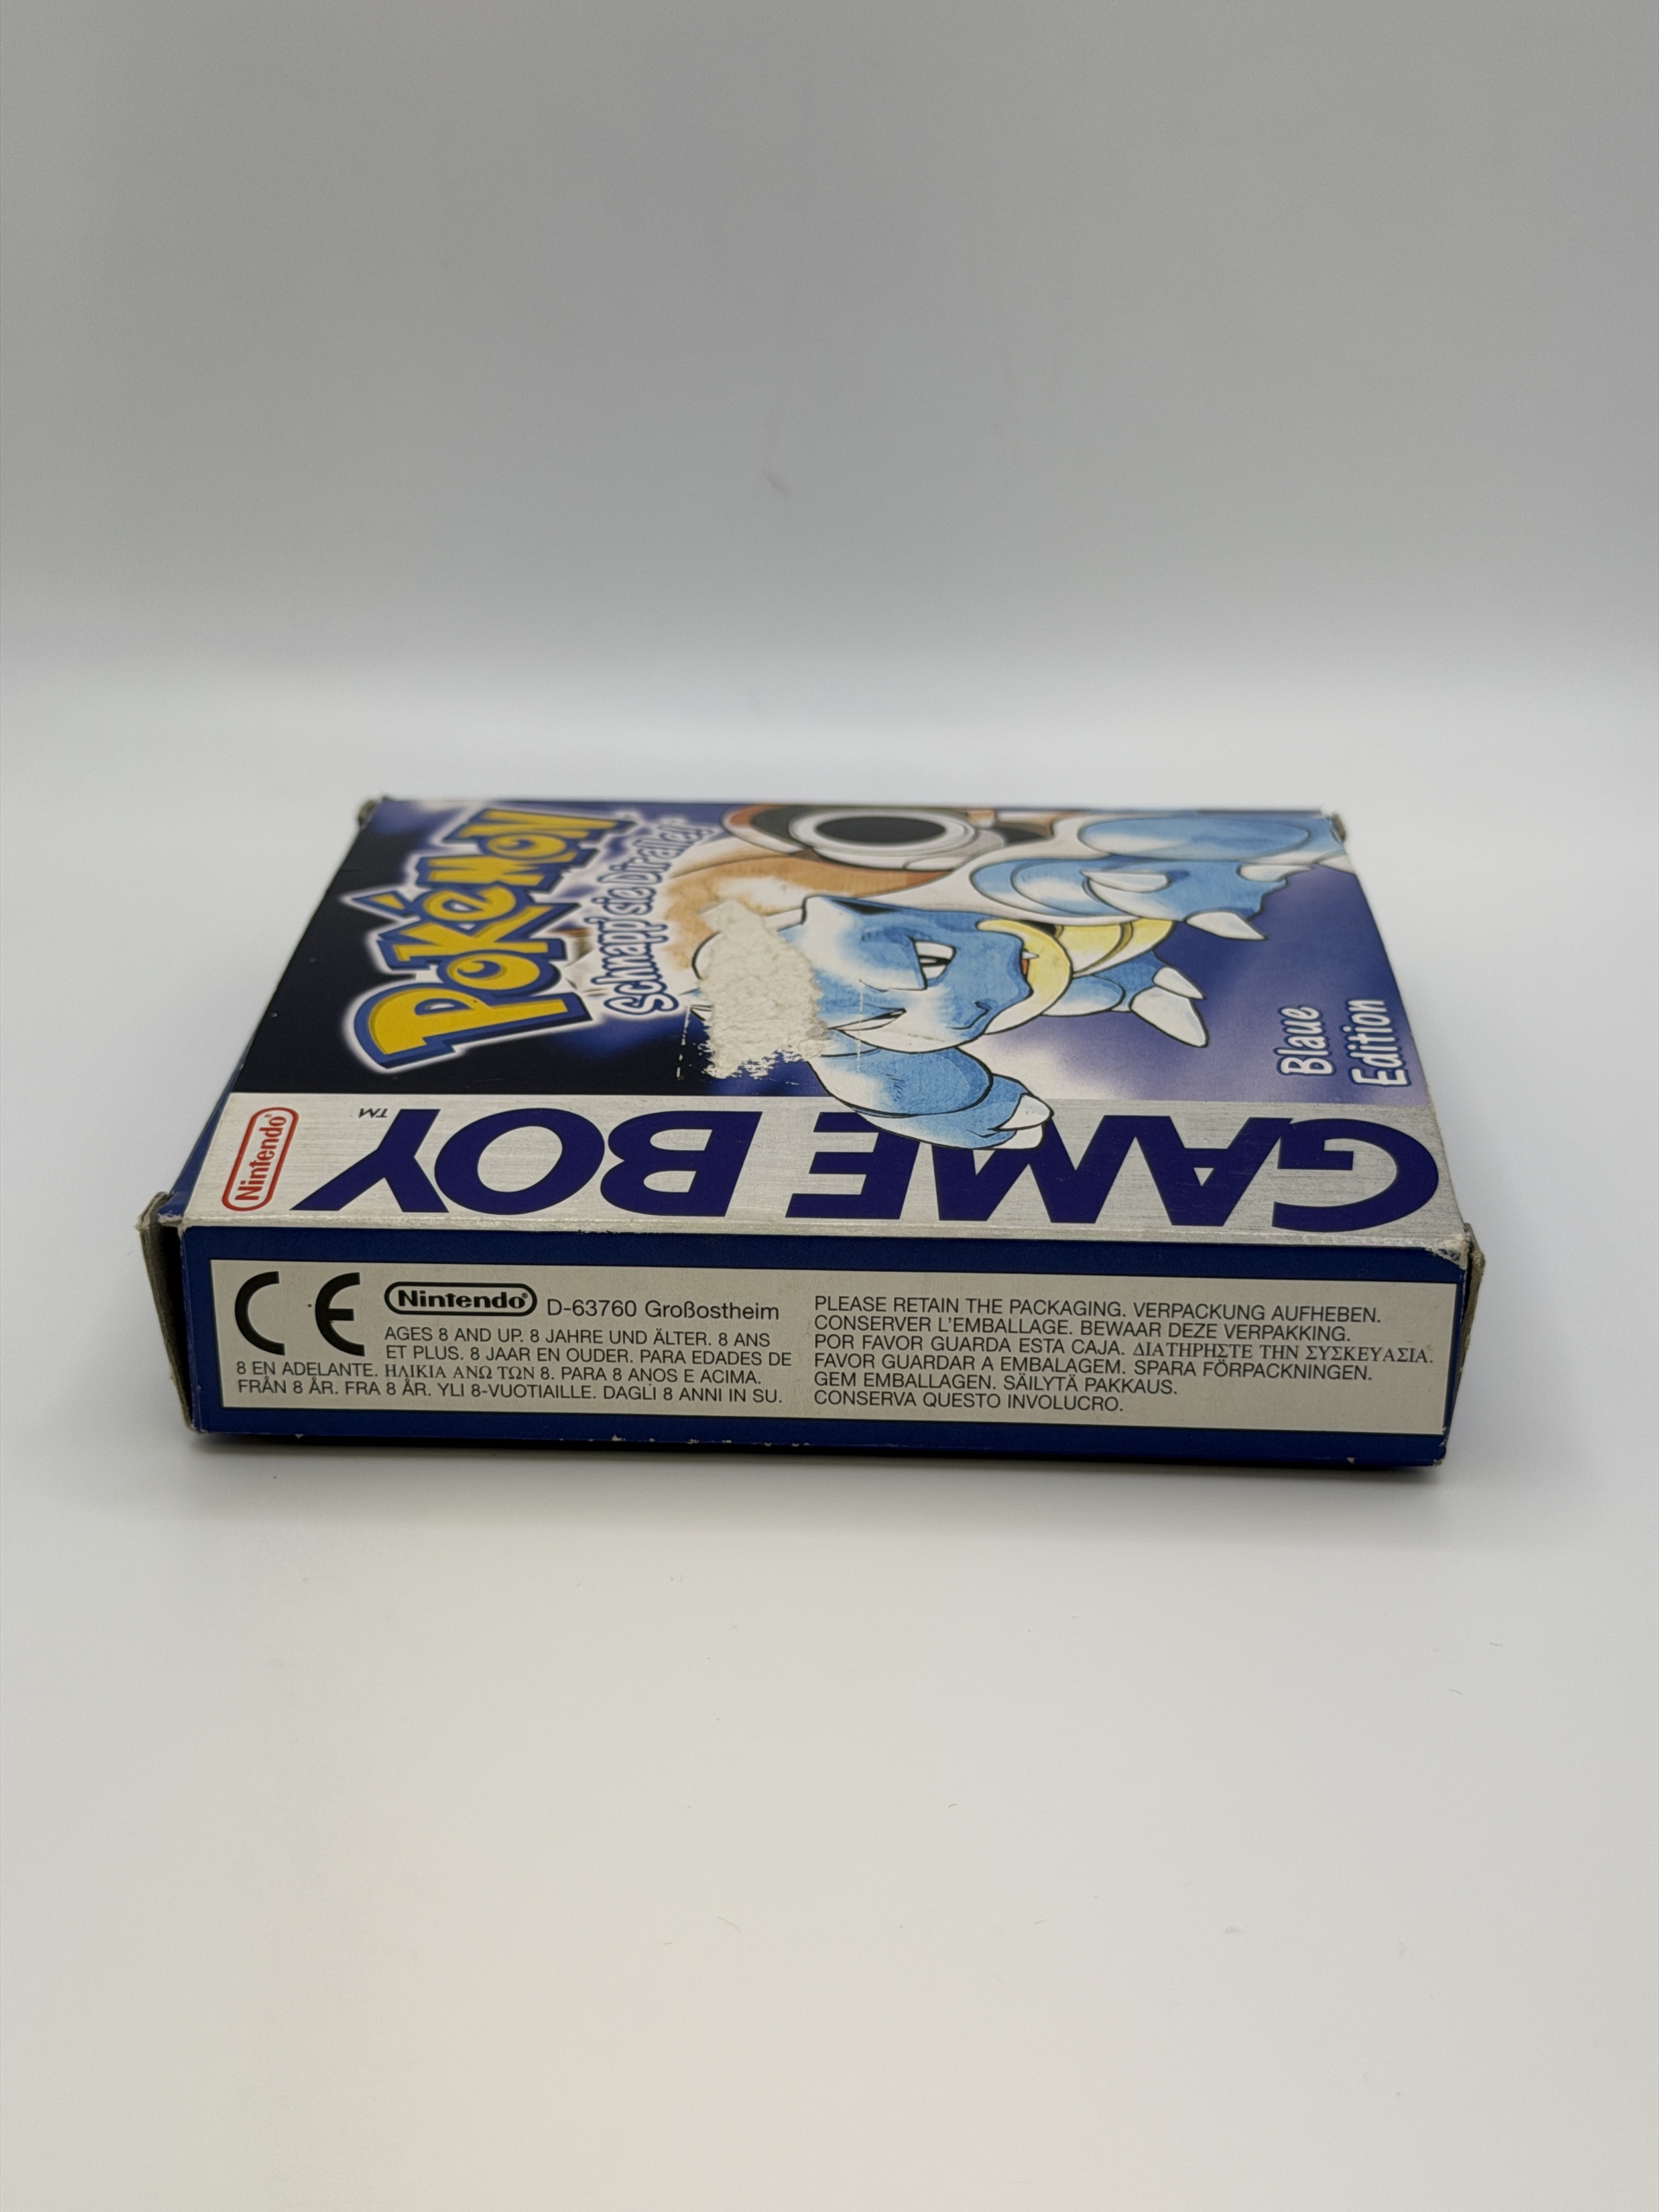 POKéMON
Schnapp' sie Dir alle!
Blaue
Edition
Nintendo®
GAME BOY™
CE
Nintendo® D-63760 Großostheim
AGES 8 AND UP. 8 JAHRE UND ÄLTER. 8 ANS
ET PLUS. 8 JAAR EN OUDER. PARA EDADES DE
8 EN ADELANTE. ΗΛΙΚΙΑ ΑΝΩ ΤΩΝ 8. PARA 8 ANOS E ACIMA.
FRÅN 8 ÅR. FRA 8 ÅR. YLI 8-VUOTIAILLE. DAGLI 8 ANNI IN SU.
PLEASE RETAIN THE PACKAGING. VERPACKUNG AUFHEBEN.
CONSERVER L'EMBALLAGE. BEWAAR DEZE VERPAKKING.
POR FAVOR GUARDA ESTA CAJA. ΔΙΑΤΗΡΗΣΤΕ ΤΗΝ ΣΥΣΚΕΥΑΣΙΑ.
FAVOR GUARDAR A EMBALAGEM. SPARA FÖRPACKNINGEN.
GEM EMBALLAGEN. SÄILYTÄ PAKKAUS.
CONSERVA QUESTO INVOLUCRO.